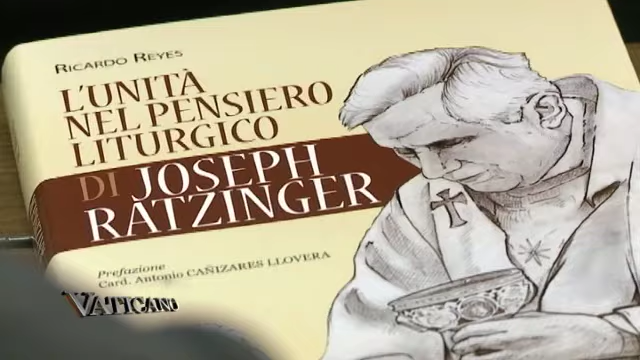 RICARDO REYES
L'UNITÀ
NEL PENSIERO
LITURGICO
DI JOSEPH
RATZINGER
Prefazione
Card. Antonio CAÑIZARES LLOVERA
VATICANO